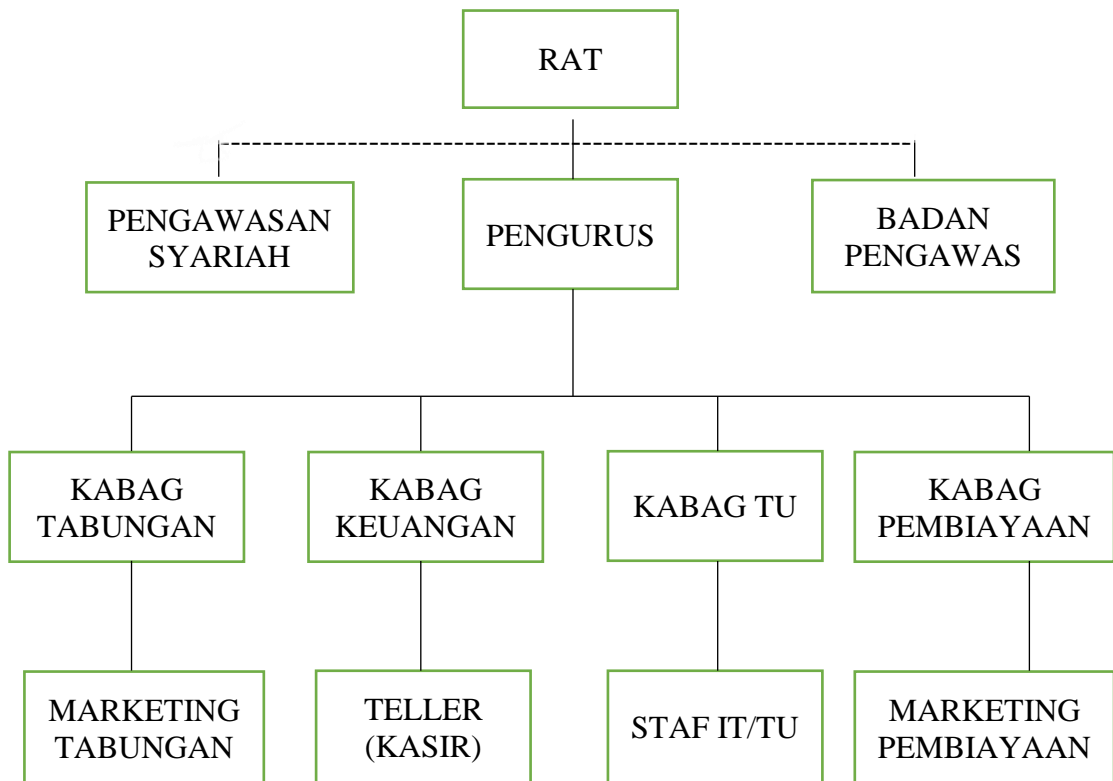 RAT
PENGAWASAN
SYARIAH
PENGURUS
BADAN
PENGAWAS
KABAG
TABUNGAN
KABAG
KEUANGAN
KABAG TU
KABAG
PEMBIAYAAN
MARKETING
TABUNGAN
TELLER
(KASIR)
STAF IT/TU
MARKETING
PEMBIAYAAN